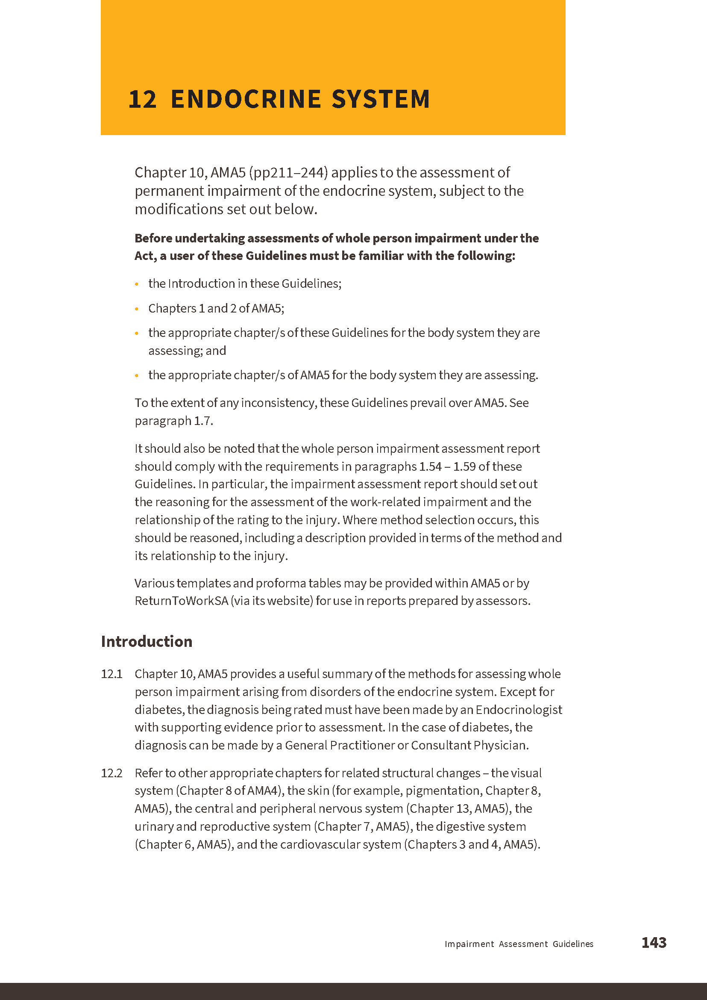 12 ENDOCRINE SYSTEM
Chapter 10, AMA5 (pp211–244) applies to the assessment of
permanent impairment of the endocrine system, subject to the
modifications set out below.
Before undertaking assessments of whole person impairment under the
Act, a user of these Guidelines must be familiar with the following:
• the Introduction in these Guidelines;
• Chapters 1 and 2 of AMA5;
• the appropriate chapter/s of these Guidelines for the body system they are
assessing; and
• the appropriate chapter/s of AMA5 for the body system they are assessing.
To the extent of any inconsistency, these Guidelines prevail over AMA5. See
paragraph 1.7.
It should also be noted that the whole person impairment assessment report
should comply with the requirements in paragraphs 1.54 – 1.59 of these
Guidelines. In particular, the impairment assessment report should set out
the reasoning for the assessment of the work-related impairment and the
relationship of the rating to the injury. Where method selection occurs, this
should be reasoned, including a description provided in terms of the method and
its relationship to the injury.
Various templates and proforma tables may be provided within AMA5 or by
ReturnToWorkSA (via its website) for use in reports prepared by assessors.
Introduction
12.1 Chapter 10, AMA5 provides a useful summary of the methods for assessing whole
person impairment arising from disorders of the endocrine system. Except for
diabetes, the diagnosis being rated must have been made by an Endocrinologist
with supporting evidence prior to assessment. In the case of diabetes, the
diagnosis can be made by a General Practitioner or Consultant Physician.
12.2 Refer to other appropriate chapters for related structural changes – the visual
system (Chapter 8 of AMA4), the skin (for example, pigmentation, Chapter 8,
AMA5), the central and peripheral nervous system (Chapter 13, AMA5), the
urinary and reproductive system (Chapter 7, AMA5), the digestive system
(Chapter 6, AMA5), and the cardiovascular system (Chapters 3 and 4, AMA5).
Impairment Assessment Guidelines 143